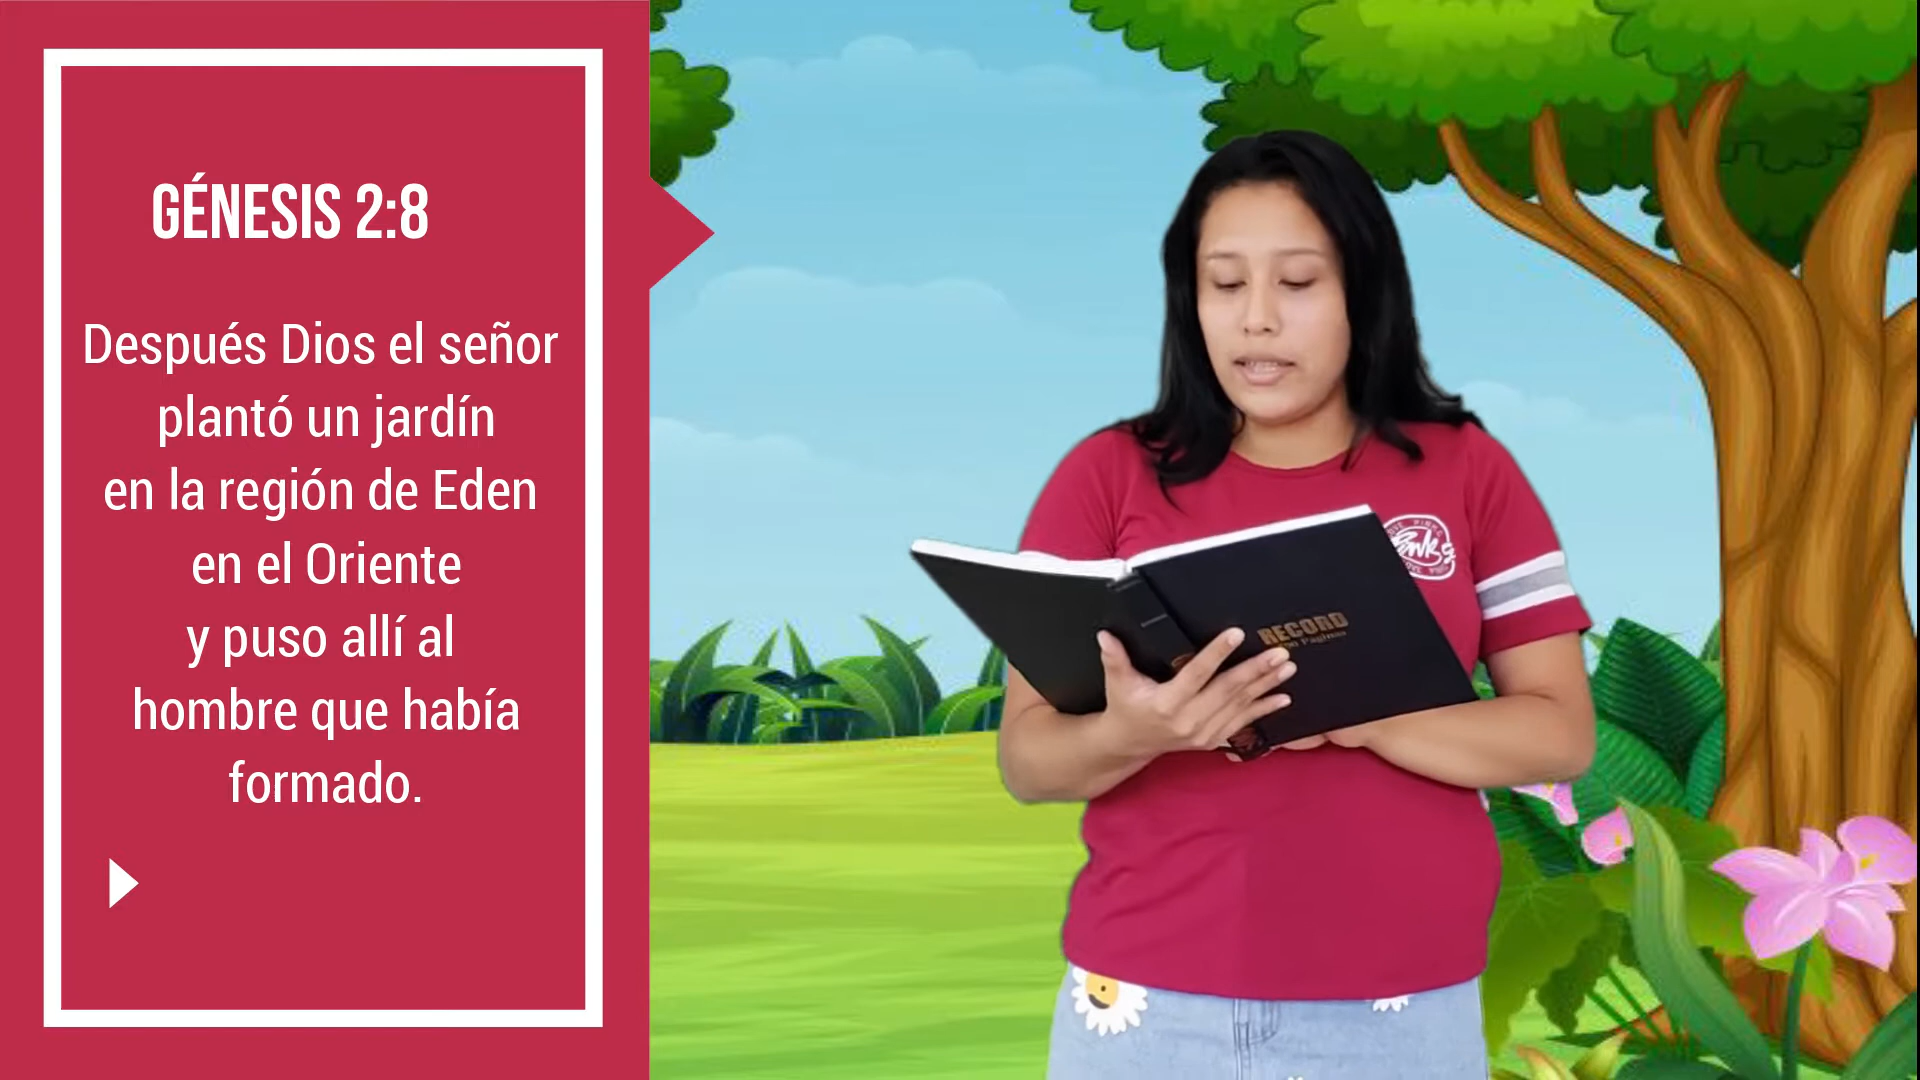 GÉNESIS 2:8
Después Dios el señor
plantó un jardín
en la región de Eden
en el Oriente
y puso allí al
hombre que había
formado.
RECORD
Pink